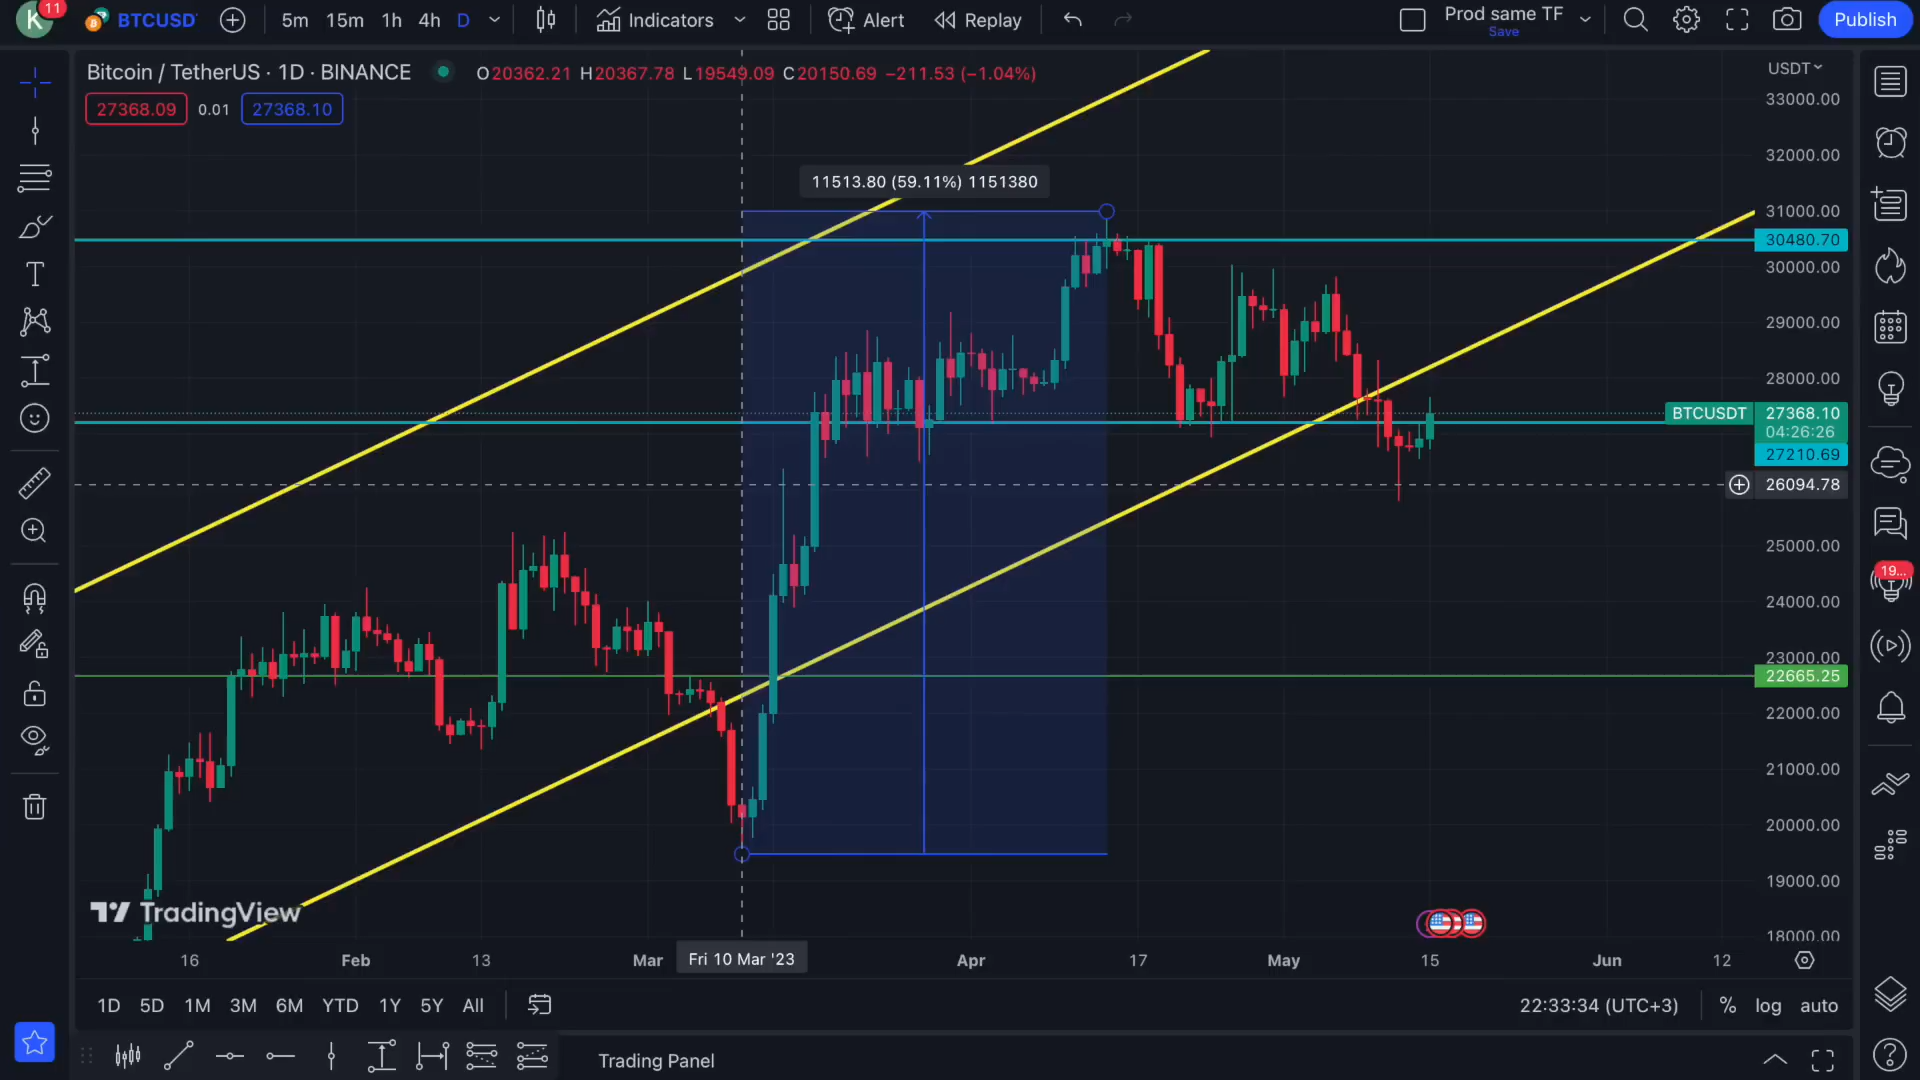 K 11 BTCUSD 5m 15m 1h 4h D Indicators Alert Replay Prod same TF Publish
Save
Bitcoin / TetherUS · 1D · BINANCE O20362.21 H20367.78 L19549.09 C20150.69 −211.53 (−1.04%)
USDT
27368.09 0.01 27368.10
33000.00
32000.00
11513.80 (59.11%) 1151380
31000.00
30480.70
30000.00
29000.00
28000.00
BTCUSDT 27368.10
04:26:26
27210.69
26094.78
25000.00
24000.00
19...
23000.00
22665.25
22000.00
21000.00
20000.00
19000.00
TradingView
18000.00
16 Feb 13 Mar Fri 10 Mar '23 Apr 17 May 15 Jun 12
1D 5D 1M 3M 6M YTD 1Y 5Y All 22:33:34 (UTC+3) % log auto
Trading Panel